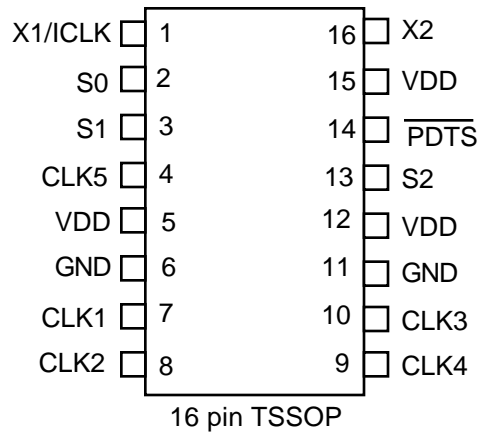 X1/ICLK 1 16 X2
S0 2 15 VDD
S1 3 14 PDTS
CLK5 4 13 S2
VDD 5 12 VDD
GND 6 11 GND
CLK1 7 10 CLK3
CLK2 8 9 CLK4
16 pin TSSOP